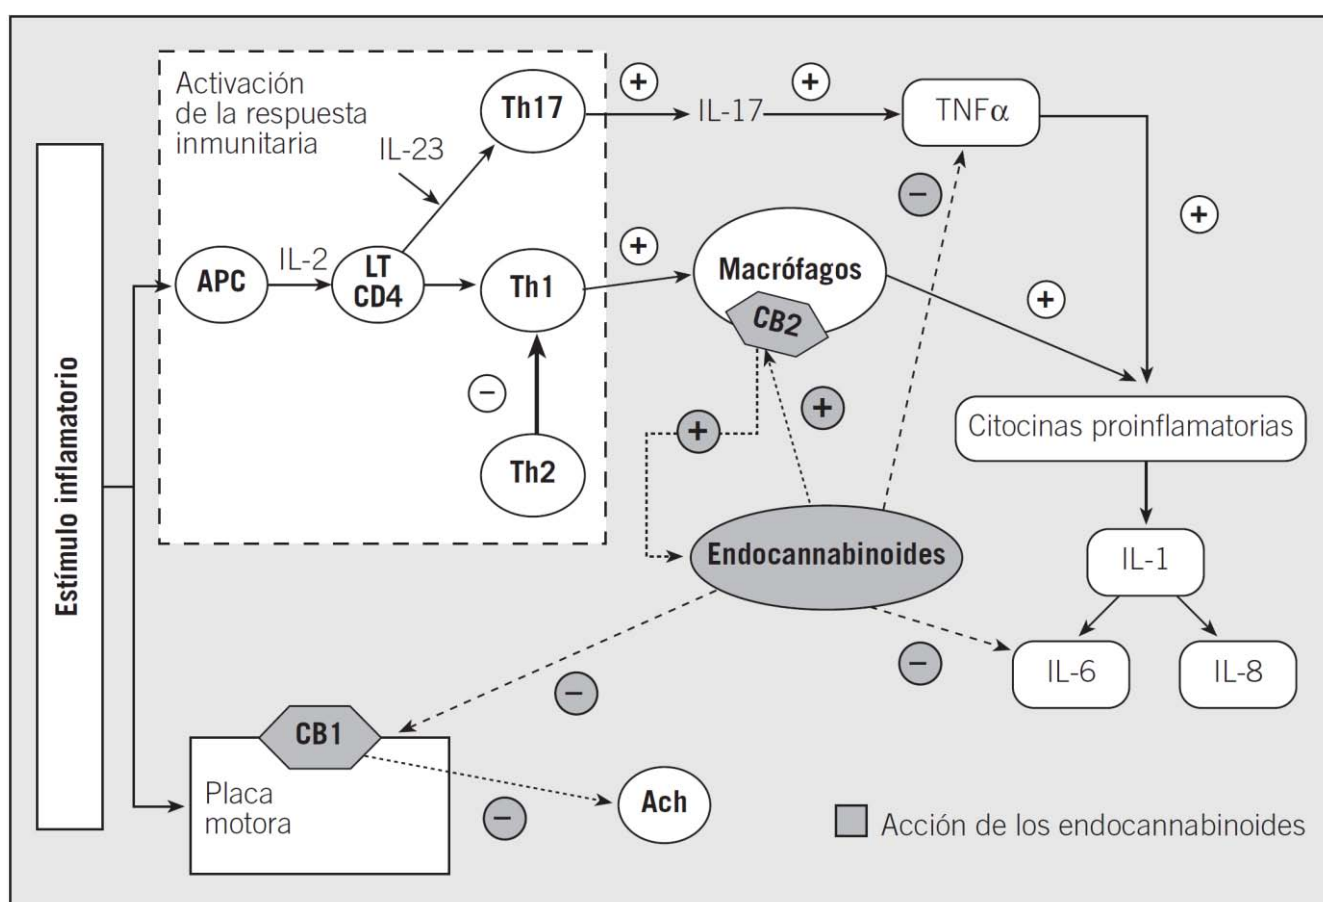 Activación
de la respuesta
inmunitaria
Th17
+
IL-17
+
TNFα
IL-23
−
+
APC
IL-2
LT
CD4
Th1
+
Macrófagos
CB2
+
−
+
+
Th2
Citocinas proinflamatorias
Estímulo inflamatorio
Endocannabinoides
IL-1
−
−
IL-6
IL-8
CB1
Placa
motora
−
Ach
Acción de los endocannabinoides